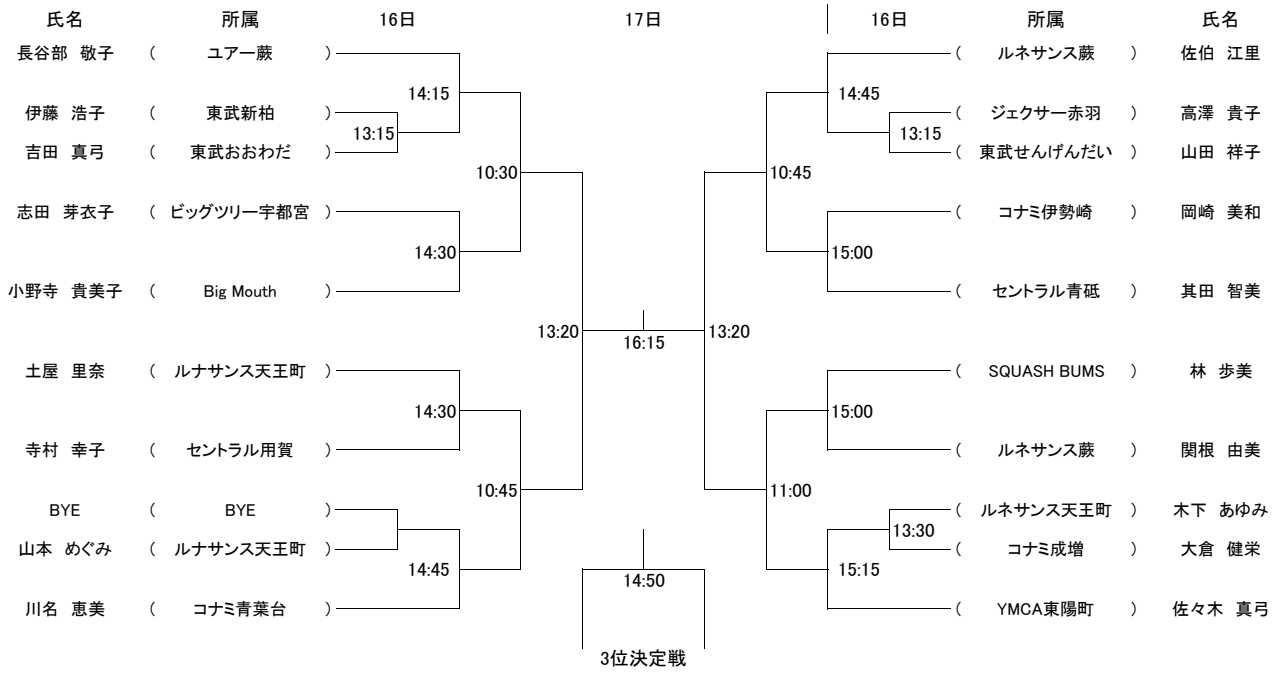 氏名 所属 16日 17日 16日 所属 氏名
長谷部 敬子 ( ユアー蕨 ) ( ルネサンス蕨 ) 佐伯 江里
14:15 14:45
伊藤 浩子 ( 東武新柏 ) ( ジェクサー赤羽 ) 高澤 貴子
13:15 13:15
吉田 真弓 ( 東武おおわだ ) ( 東武せんげんだい ) 山田 祥子
10:30 10:45
志田 芽衣子 ( ビッグツリー宇都宮 ) ( コナミ伊勢崎 ) 岡崎 美和
14:30 15:00
小野寺 貴美子 ( Big Mouth ) ( セントラル青砥 ) 其田 智美
13:20 13:20
16:15
土屋 里奈 ( ルナサンス天王町 ) ( SQUASH BUMS ) 林 歩美
14:30 15:00
寺村 幸子 ( セントラル用賀 ) ( ルネサンス蕨 ) 関根 由美
10:45 11:00
BYE ( BYE ) ( ルネサンス天王町 ) 木下 あゆみ
13:30
山本 めぐみ ( ルナサンス天王町 ) ( コナミ成増 ) 大倉 健栄
14:45 15:15
14:50
川名 恵美 ( コナミ青葉台 ) ( YMCA東陽町 ) 佐々木 真弓
3位決定戦